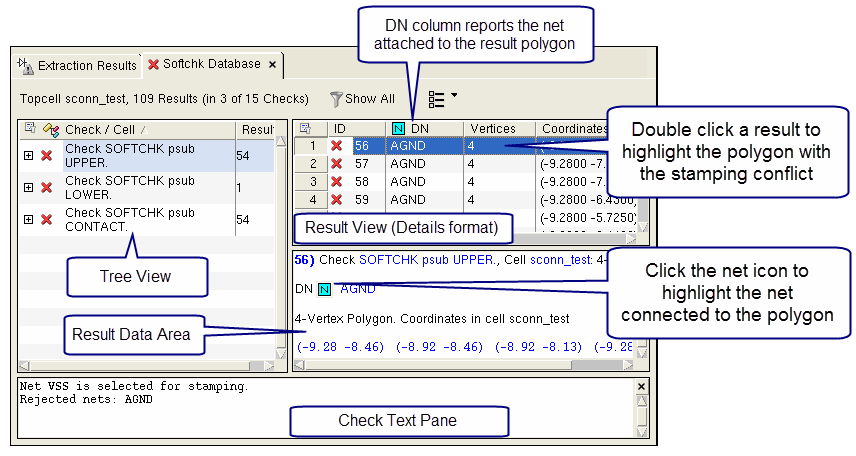 DN column reports the net
attached to the result polygon
Extraction Results
Softchk Database ×
Topcell sconn_test, 109 Results (in 3 of 15 Checks)
Show All
Check / Cell
Result
Check SOFTCHK psub
UPPER.
54
Check SOFTCHK psub
LOWER.
1
Check SOFTCHK psub
CONTACT.
54
Tree View
ID
N DN
Vertices
Coordinates
1 56 AGND 4
2 57 AGND 4 (-9.2800 -7.
3 58 AGND 4 (-9.2800 -7.
4 59 AGND 4 (-9.2800 -6.4300)
(-9.2800 -5.7250)
Double click a result to
highlight the polygon with
the stamping conflict
Result View (Details format)
56) Check SOFTCHK psub UPPER., Cell sconn_test: 4-
DN N AGND
Click the net icon to
highlight the net
connected to the polygon
Result Data Area
4-Vertex Polygon. Coordinates in cell sconn_test
(-9.28 -8.46) (-8.92 -8.46) (-8.92 -8.13) (-9.28
Net VSS is selected for stamping.
Rejected nets: AGND
Check Text Pane